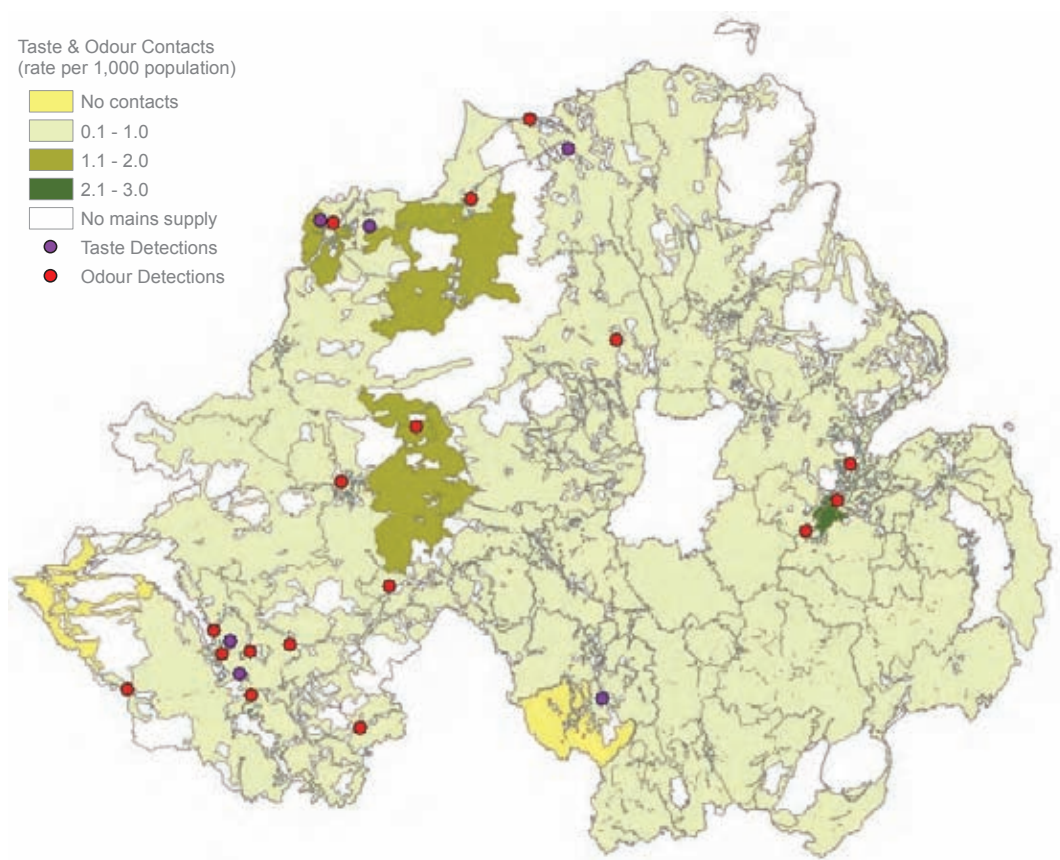 Taste & Odour Contacts
(rate per 1,000 population)
No contacts
0.1 - 1.0
1.1 - 2.0
2.1 - 3.0
No mains supply
Taste Detections
Odour Detections